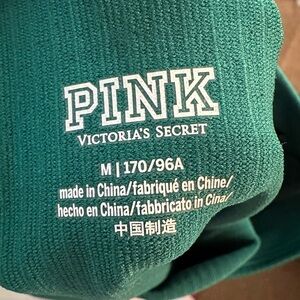 PINK
VICTORIA'S SECRET
M | 170/96A
made in China/fabriqué en Chine/
hecho en China/fabbricato in Cina/
中国制造